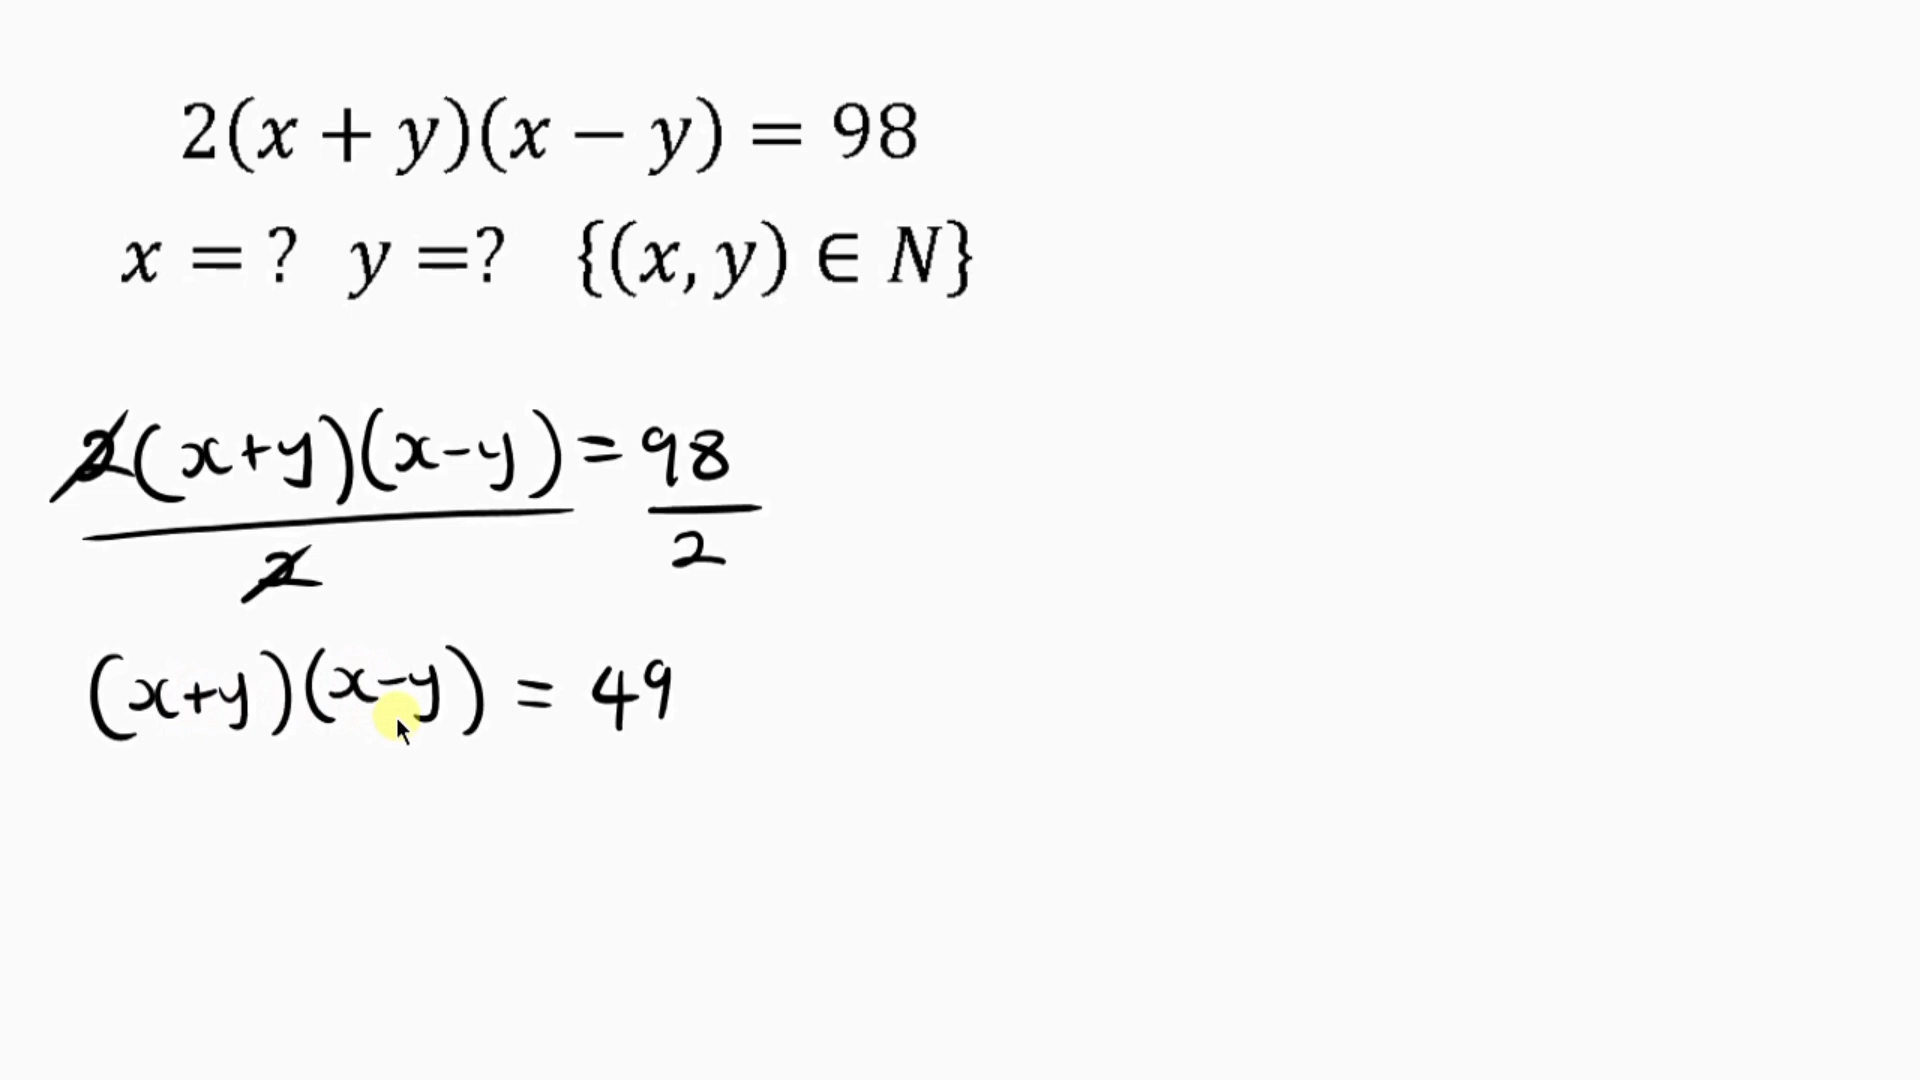 2(x + y)(x − y) = 98
x = ? y =? {(x, y) ∈ N}
2(x+y)(x-y) = 98
2 2
(x+y)(x-y) = 49